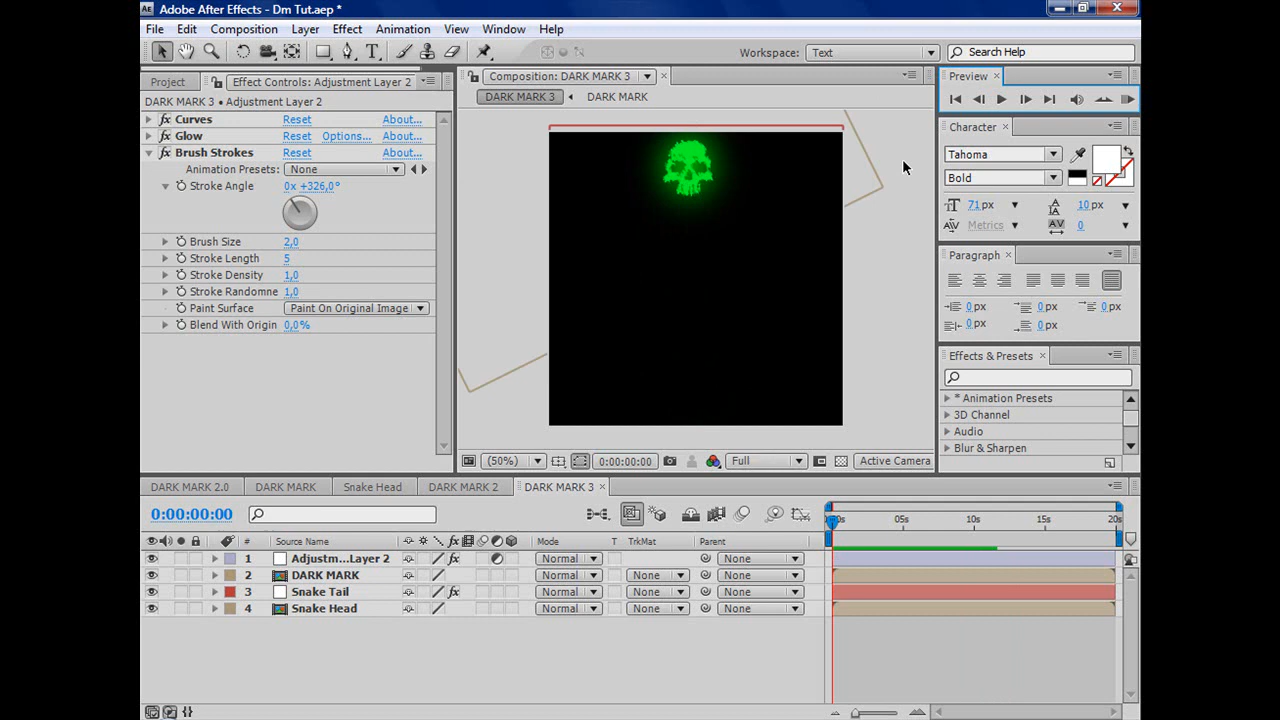 Adobe After Effects - Dm Tut.aep *
File Edit Composition Layer Effect Animation View Window Help
Workspace: Text Search Help
Project Effect Controls: Adjustment Layer 2
DARK MARK 3 • Adjustment Layer 2
Curves Reset About...
Glow Reset Options... About...
Brush Strokes Reset About...
Animation Presets: None
Stroke Angle 0x +326,0°
Brush Size 2,0
Stroke Length 5
Stroke Density 1,0
Stroke Randomne 1,0
Paint Surface Paint On Original Image
Blend With Origin 0,0%
Composition: DARK MARK 3
DARK MARK 3 DARK MARK
(50%) 0:00:00:00 Full Active Camera
Preview
Character
Tahoma
Bold
71 px 10 px
Metrics 0
Paragraph
0 px 0 px 0 px
0 px 0 px
Effects & Presets
* Animation Presets
3D Channel
Audio
Blur & Sharpen
DARK MARK 2.0 DARK MARK Snake Head DARK MARK 2 DARK MARK 3
0:00:00:00
00s 05s 10s 15s 20s
# Source Name Mode T TrkMat Parent
1 Adjustm...Layer 2 Normal None
2 DARK MARK Normal None None
3 Snake Tail Normal None None
4 Snake Head Normal None None